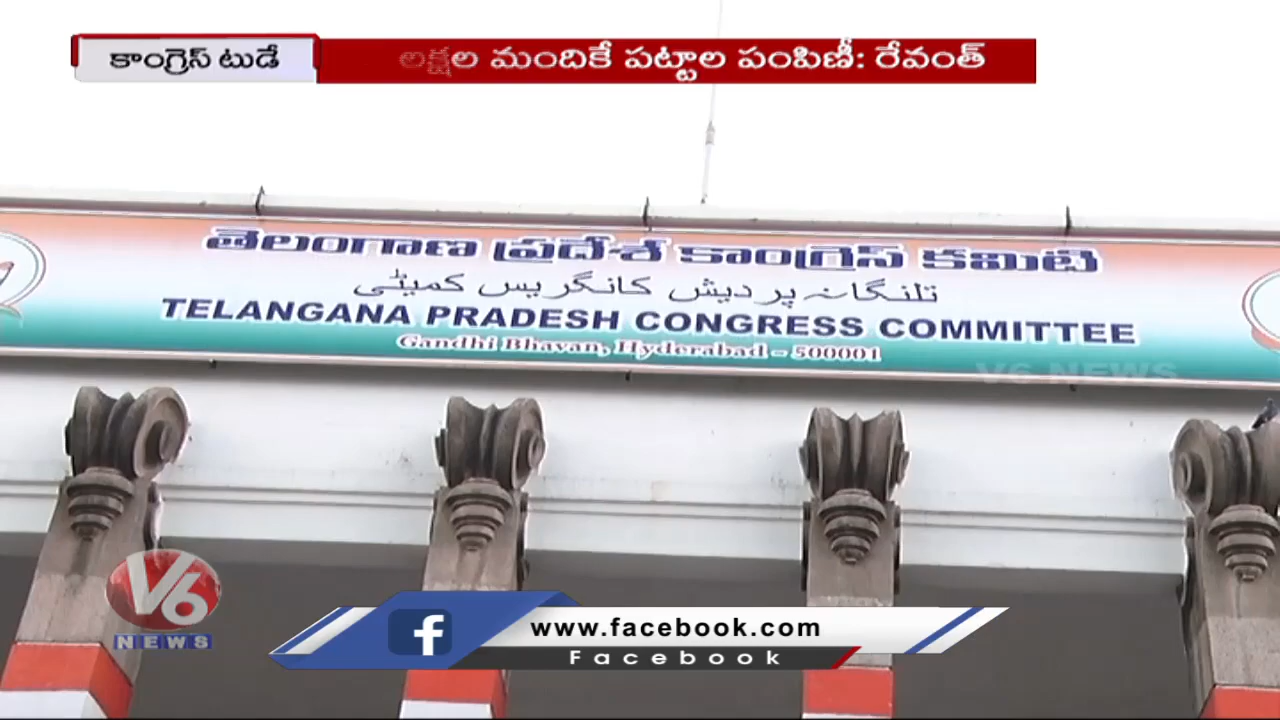 కాంగ్రెస్ టుడే
లక్షల మందికే పట్టాల పంపిణీ: రేవంత్
తెలంగాణ ప్రదేశ్ కాంగ్రెస్ కమిటి
تلنگانہ پردیش کانگریس کمیٹی
TELANGANA PRADESH CONGRESS COMMITTEE
Gandhi Bhavan, Hyderabad - 500001
V6 NEWS
V6
NEWS
f
www.facebook.com
Facebook